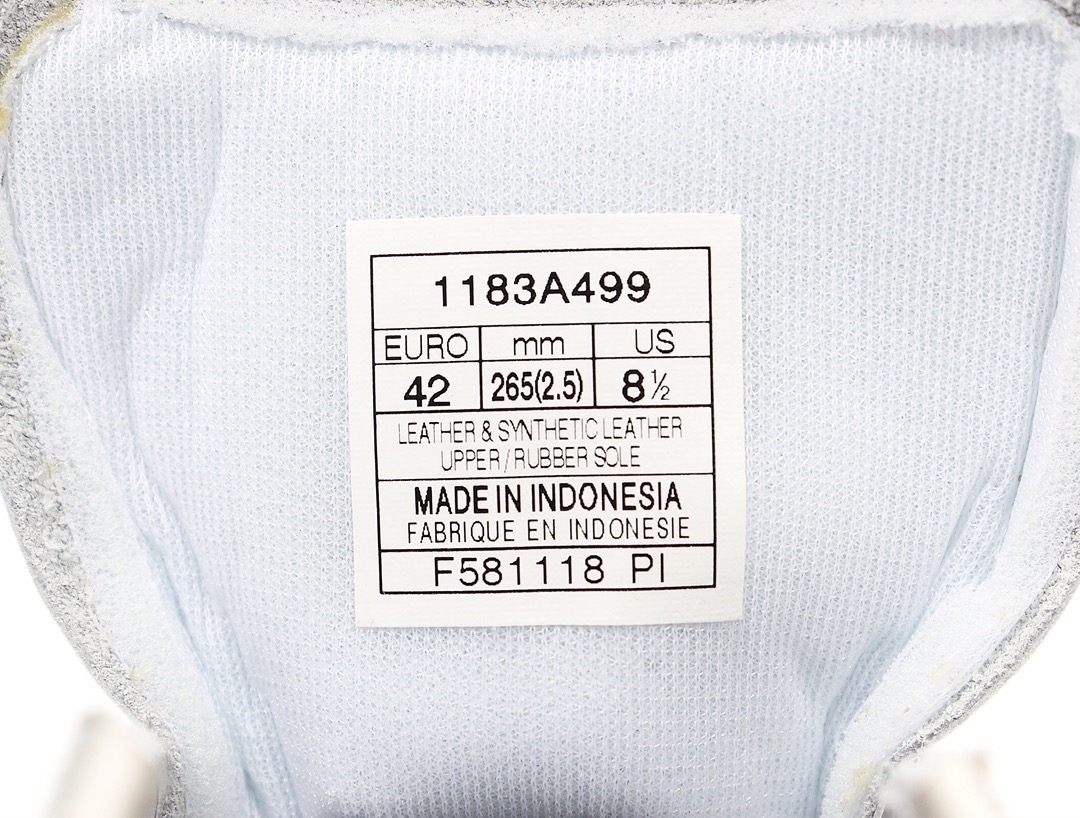 1183A499
EURO mm US
42 265(2.5) 8½
LEATHER & SYNTHETIC LEATHER
UPPER/RUBBER SOLE
MADE IN INDONESIA
FABRIQUE EN INDONESIE
F581118 PI